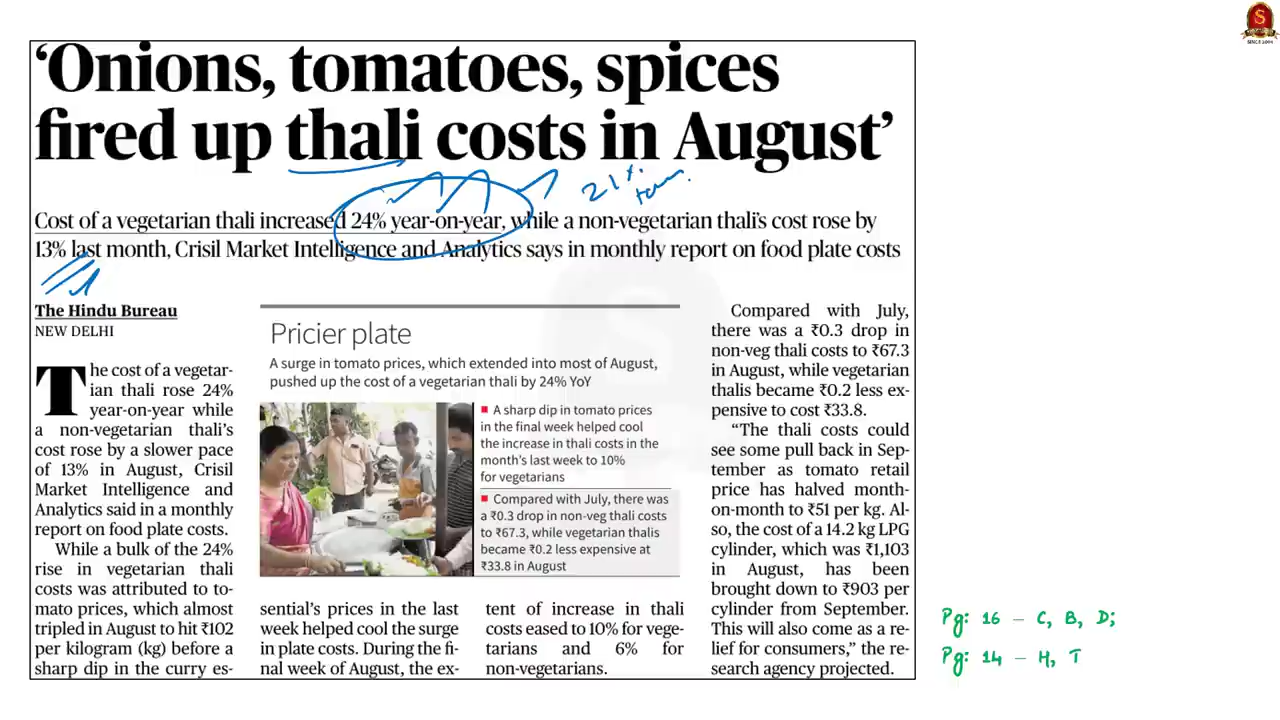 ‘Onions, tomatoes, spices
fired up thali costs in August’
21%
tom
Cost of a vegetarian thali increased 24% year-on-year, while a non-vegetarian thali’s cost rose by
13% last month, Crisil Market Intelligence and Analytics says in monthly report on food plate costs
The Hindu Bureau
NEW DELHI
The cost of a vegetar-
ian thali rose 24%
year-on-year while
a non-vegetarian thali’s
cost rose by a slower pace
of 13% in August, Crisil
Market Intelligence and
Analytics said in a monthly
report on food plate costs.
While a bulk of the 24%
rise in vegetarian thali
costs was attributed to to-
mato prices, which almost
tripled in August to hit ₹102
per kilogram (kg) before a
sharp dip in the curry es-
Pricier plate
A surge in tomato prices, which extended into most of August,
pushed up the cost of a vegetarian thali by 24% YoY
■ A sharp dip in tomato prices
in the final week helped cool
the increase in thali costs in the
month’s last week to 10%
for vegetarians
■ Compared with July, there was
a ₹0.3 drop in non-veg thali costs
to ₹67.3, while vegetarian thalis
became ₹0.2 less expensive at
₹33.8 in August
sential’s prices in the last
week helped cool the surge
in plate costs. During the fi-
nal week of August, the ex-
tent of increase in thali
costs eased to 10% for vege-
tarians and 6% for
non-vegetarians.
Compared with July,
there was a ₹0.3 drop in
non-veg thali costs to ₹67.3
in August, while vegetarian
thalis became ₹0.2 less ex-
pensive to cost ₹33.8.
“The thali costs could
see some pull back in Sep-
tember as tomato retail
price has halved month-
on-month to ₹51 per kg. Al-
so, the cost of a 14.2 kg LPG
cylinder, which was ₹1,103
in August, has been
brought down to ₹903 per
cylinder from September.
This will also come as a re-
lief for consumers,” the re-
search agency projected.
Pg: 16 – C, B, D;
Pg: 14 – H, T
S
SINCE 2004